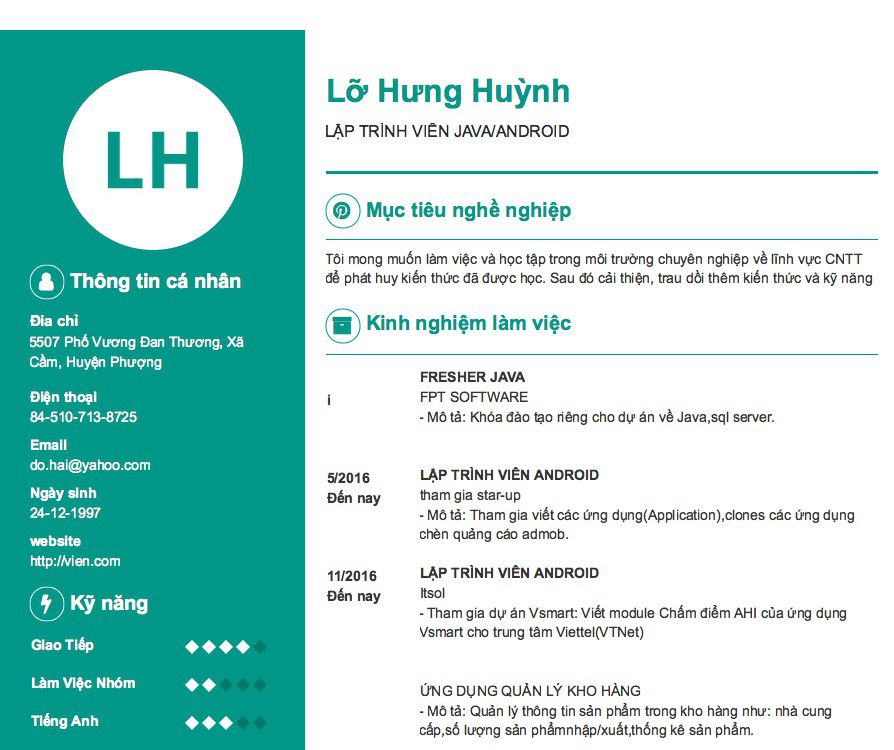 LH
Thông tin cá nhân
Địa chỉ
5507 Phố Vương Đan Thương, Xã
Cầm, Huyện Phượng
Điện thoại
84-510-713-8725
Email
do.hai@yahoo.com
Ngày sinh
24-12-1997
website
http://vien.com
Kỹ năng
Giao Tiếp
Làm Việc Nhóm
Tiếng Anh
Lỡ Hưng Huỳnh
LẬP TRÌNH VIÊN JAVA/ANDROID
Mục tiêu nghề nghiệp
Tôi mong muốn làm việc và học tập trong môi trường chuyên nghiệp về lĩnh vực CNTT
để phát huy kiến thức đã được học. Sau đó cải thiện, trau dồi thêm kiến thức và kỹ năng
Kinh nghiệm làm việc
i
FRESHER JAVA
FPT SOFTWARE
- Mô tả: Khóa đào tạo riêng cho dự án về Java,sql server.
5/2016
Đến nay
LẬP TRÌNH VIÊN ANDROID
tham gia star-up
- Mô tả: Tham gia viết các ứng dụng(Application),clones các ứng dụng
chèn quảng cáo admob.
11/2016
Đến nay
LẬP TRÌNH VIÊN ANDROID
Itsol
- Tham gia dự án Vsmart: Viết module Chấm điểm AHI của ứng dụng
Vsmart cho trung tâm Viettel(VTNet)
ỨNG DỤNG QUẢN LÝ KHO HÀNG
- Mô tả: Quản lý thông tin sản phẩm trong kho hàng như: nhà cung
cấp,số lượng sản phẩmnhập/xuất,thống kê sản phẩm.